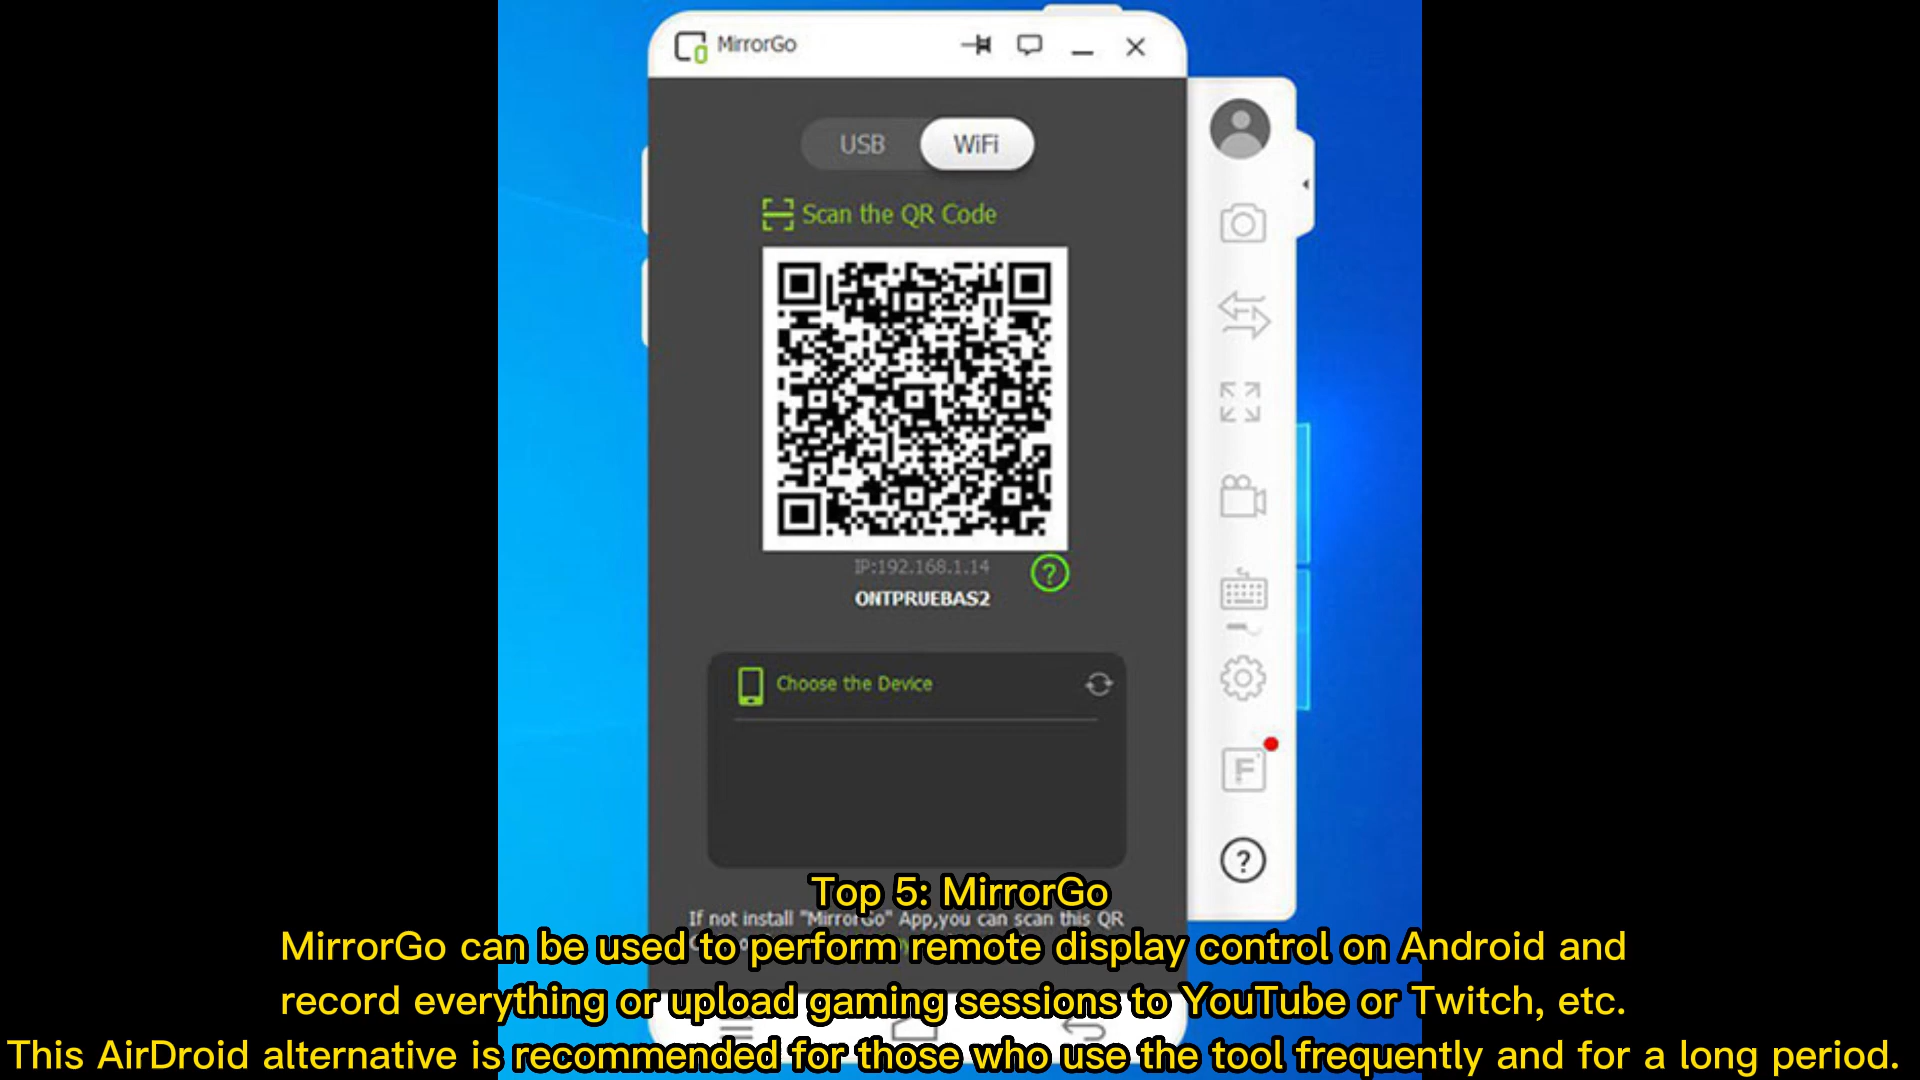 MirrorGo
USB
WiFi
Scan the QR Code
IP:192.168.1.14
ONTPRUEBAS2
Choose the Device
Top 5: MirrorGo
If not install "MirrorGo" App,you can scan this QR
MirrorGo can be used to perform remote display control on Android and
record everything or upload gaming sessions to YouTube or Twitch, etc.
This AirDroid alternative is recommended for those who use the tool frequently and for a long period.